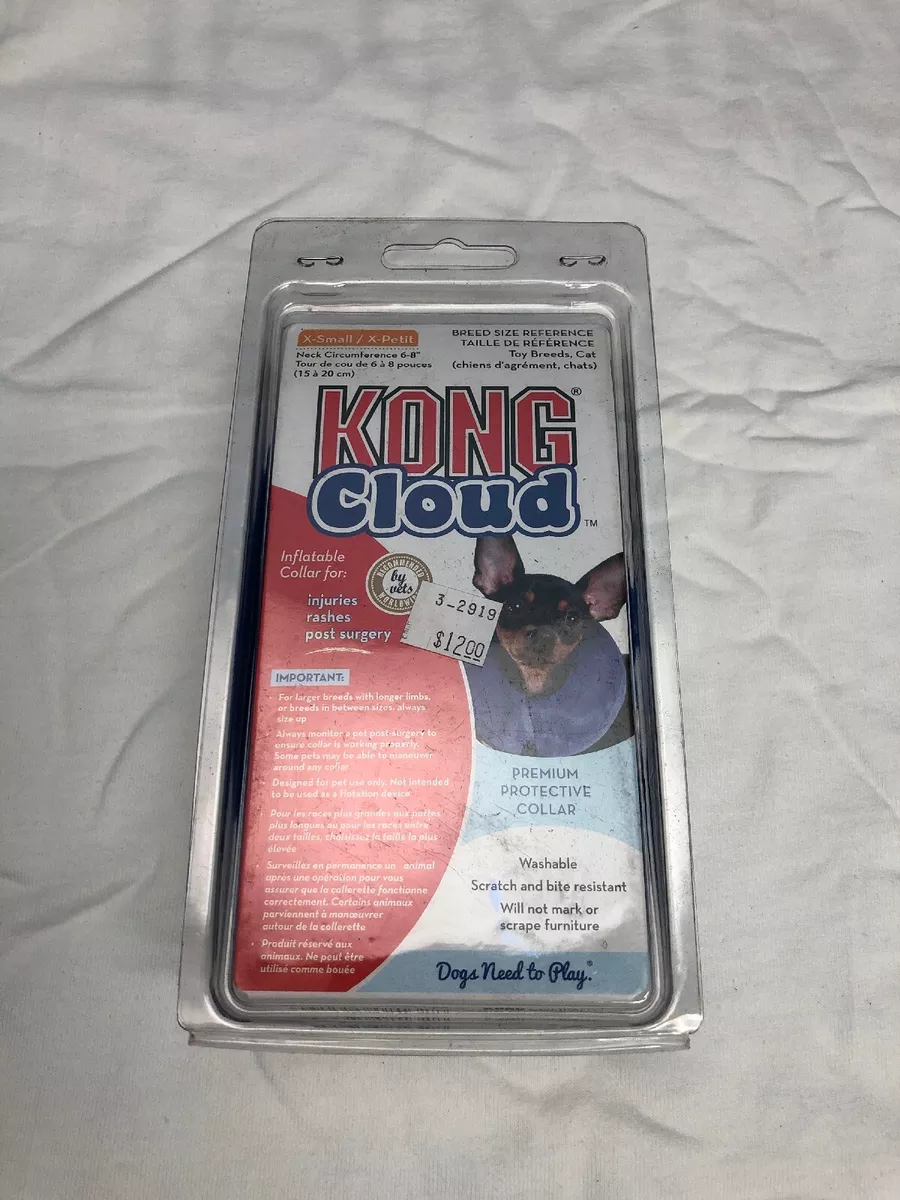 X-Small / X-Petit
Neck Circumference 6-8"
Tour de cou de 6 à 8 pouces
(15 à 20 cm)
BREED SIZE REFERENCE
TAILLE DE RÉFÉRENCE
Toy Breeds, Cat
(chiens d'agrément, chats)
KONG®
Cloud™
Inflatable
Collar for:
injuries
rashes
post surgery
RECOMMENDED
by
vets
3-2919
$12.00
IMPORTANT:
• For larger breeds with longer limbs,
or breeds in between sizes, always
size up
• Always monitor a pet post-surgery to
ensure collar is working properly.
Some pets may be able to maneuver
around any collar
• Designed for pet use only. Not intended
to be used as a flotation device
• Pour les races plus grandes aux pattes
plus longues ou pour les races entre
deux tailles, choisissez la taille la plus
élevée
• Surveillez en permanence un animal
après une opération pour vous
assurer que la collerette fonctionne
correctement. Certains animaux
parviennent à manœuvrer
autour de la collerette
• Produit réservé aux
animaux. Ne peut être
utilisé comme bouée
PREMIUM
PROTECTIVE
COLLAR
Washable
Scratch and bite resistant
Will not mark or
scrape furniture
Dogs Need to Play.®